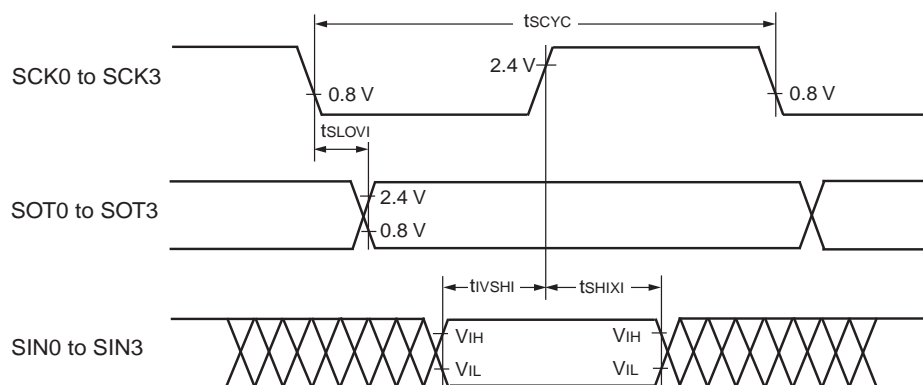 tSCYC
SCK0 to SCK3
2.4 V
0.8 V
0.8 V
tSLOVI
SOT0 to SOT3
2.4 V
0.8 V
tIVSHI
tSHIXI
SIN0 to SIN3
VIH
VIH
VIL
VIL